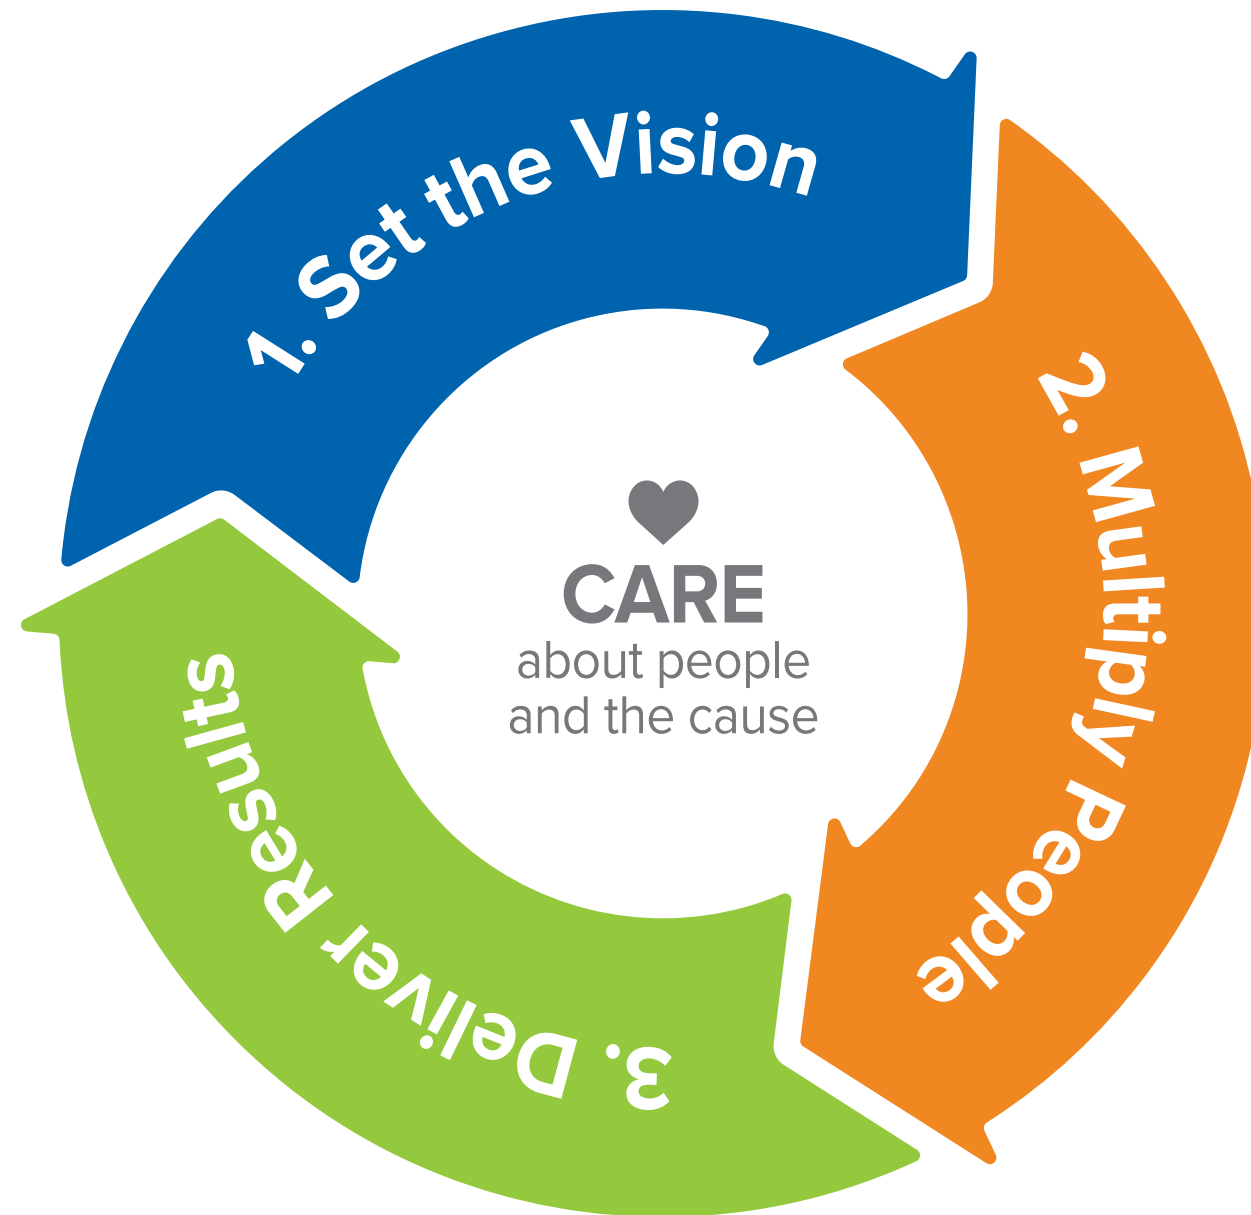 1. Set the Vision
2. Multiply People
3. Deliver Results
CARE
about people
and the cause